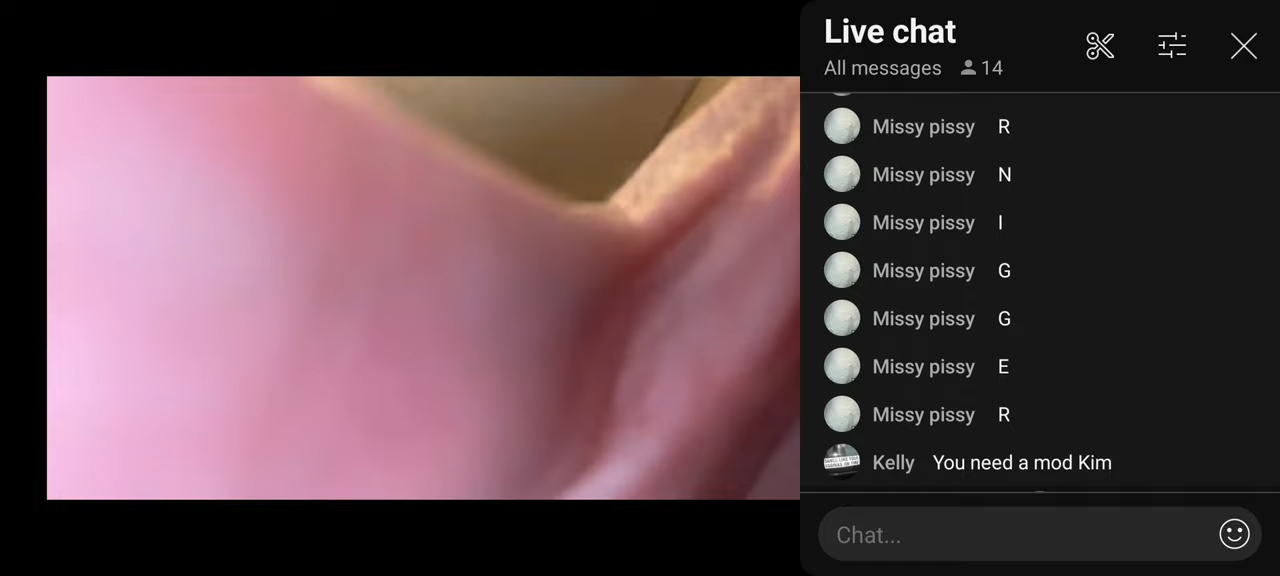 Live chat
All messages 14
Missy pissy R
Missy pissy N
Missy pissy I
Missy pissy G
Missy pissy G
Missy pissy E
Missy pissy R
Kelly You need a mod Kim
Chat...